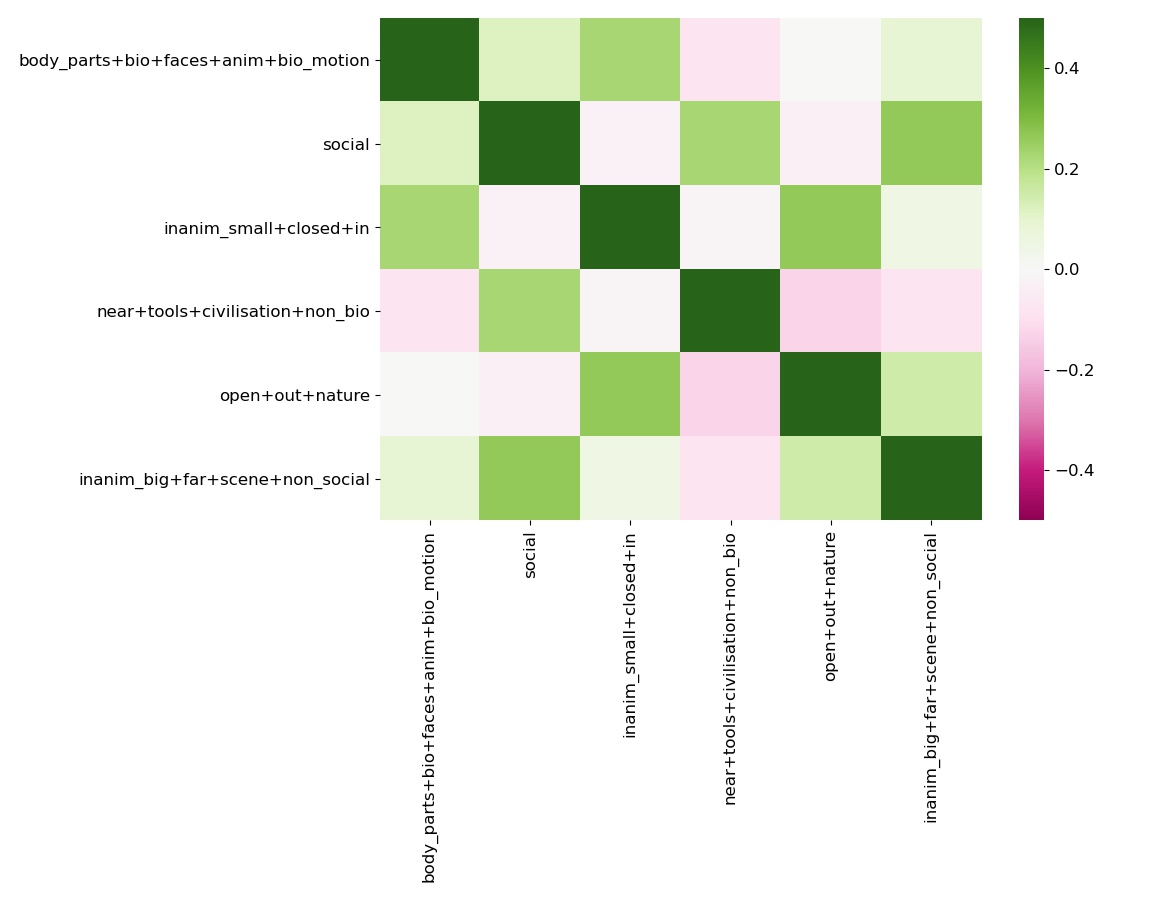 body_parts+bio+faces+anim+bio_motion
social
inanim_small+closed+in
near+tools+civilisation+non_bio
open+out+nature
inanim_big+far+scene+non_social
body_parts+bio+faces+anim+bio_motion
social
inanim_small+closed+in
near+tools+civilisation+non_bio
open+out+nature
inanim_big+far+scene+non_social
0.4
0.2
0.0
−0.2
−0.4